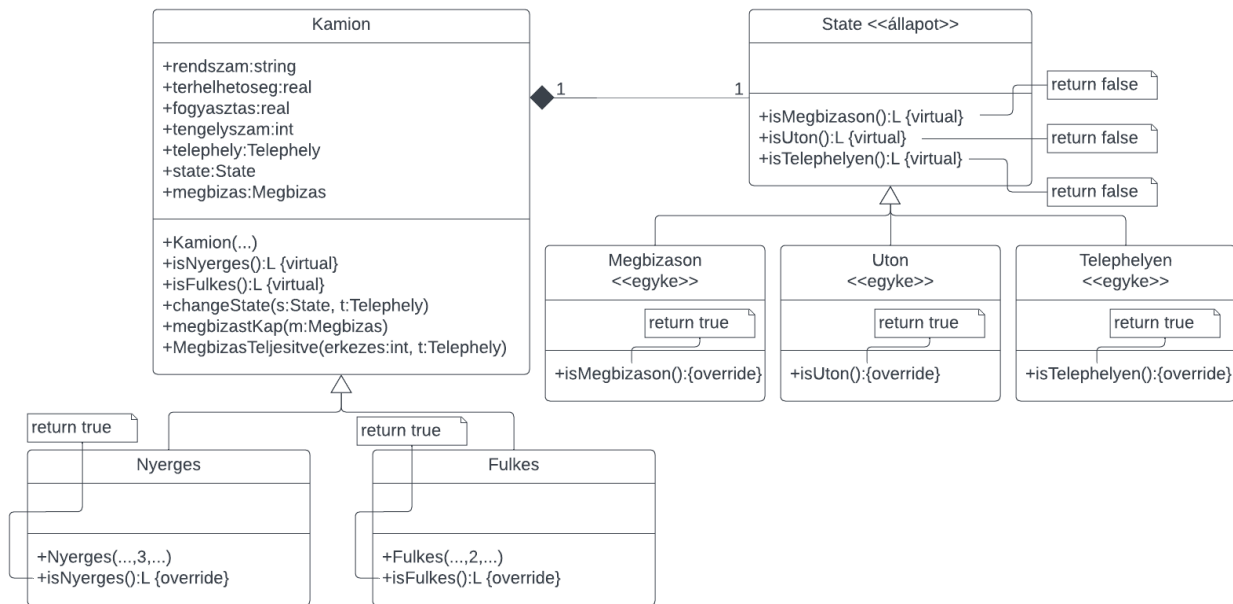 Kamion
+rendszam:string
+terhelhetoseg:real
+fogyasztas:real
+tengelyszam:int
+telephely:Telephely
+state:State
+megbizas:Megbizas
+Kamion(...)
+isNyerges():L {virtual}
+isFulkes():L {virtual}
+changeState(s:State, t:Telephely)
+megbizastKap(m:Megbizas)
+MegbizasTeljesitve(erkezes:int, t:Telephely)
1
1
State <<állapot>>
+isMegbizason():L {virtual}
+isUton():L {virtual}
+isTelephelyen():L {virtual}
return false
return false
return false
Megbizason
<<egyke>>
return true
+isMegbizason():{override}
Uton
<<egyke>>
return true
+isUton():{override}
Telephelyen
<<egyke>>
return true
+isTelephelyen():{override}
return true
Nyerges
+Nyerges(...,3,...)
+isNyerges():L {override}
return true
Fulkes
+Fulkes(...,2,...)
+isFulkes():L {override}